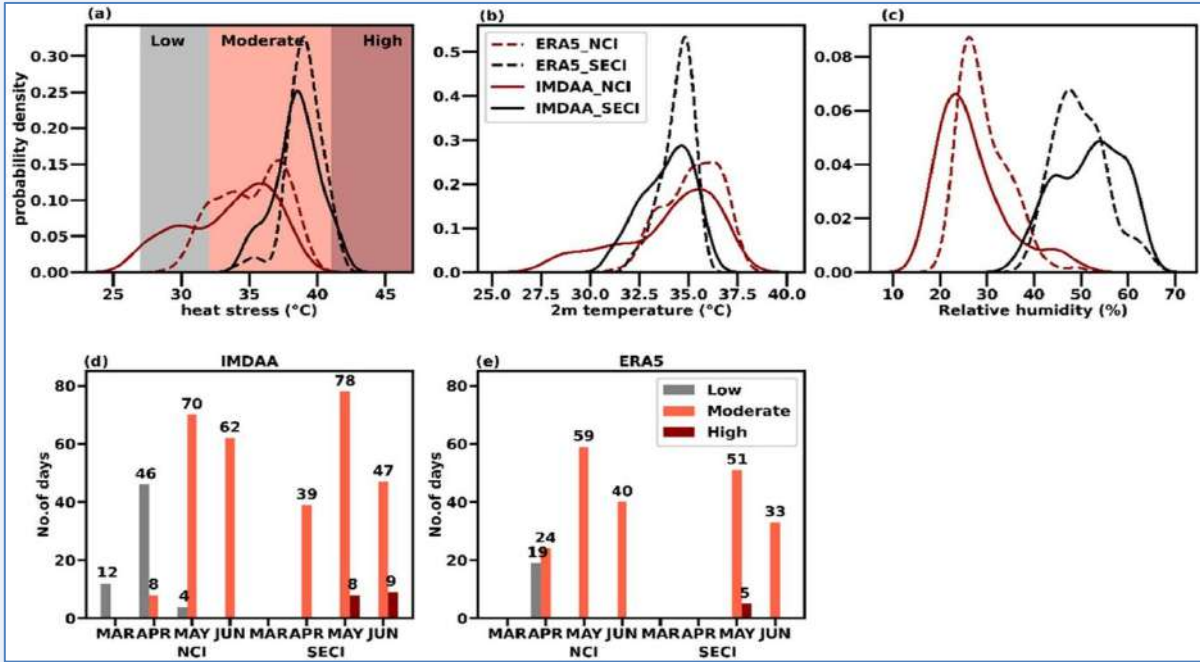 (a)
Low Moderate High
probability density
0.30
0.25
0.20
0.15
0.10
0.05
0.00
25 30 35 40 45
heat stress (°C)
(b)
ERA5_NCI
ERA5_SECI
IMDAA_NCI
IMDAA_SECI
0.5
0.4
0.3
0.2
0.1
0.0
25.0 27.5 30.0 32.5 35.0 37.5 40.0
2m temperature (°C)
(c)
0.08
0.06
0.04
0.02
0.00
10 20 30 40 50 60 70
Relative humidity (%)
(d) IMDAA
No.of days
80
60
40
20
0
12 46 8 4 70 62 39 78 8 47 9
MAR APR MAY JUN MAR APR MAY JUN
NCI SECI
(e) ERA5
Low
Moderate
High
No.of days
80
60
40
20
0
19 24 59 40 51 5 33
MAR APR MAY JUN MAR APR MAY JUN
NCI SECI